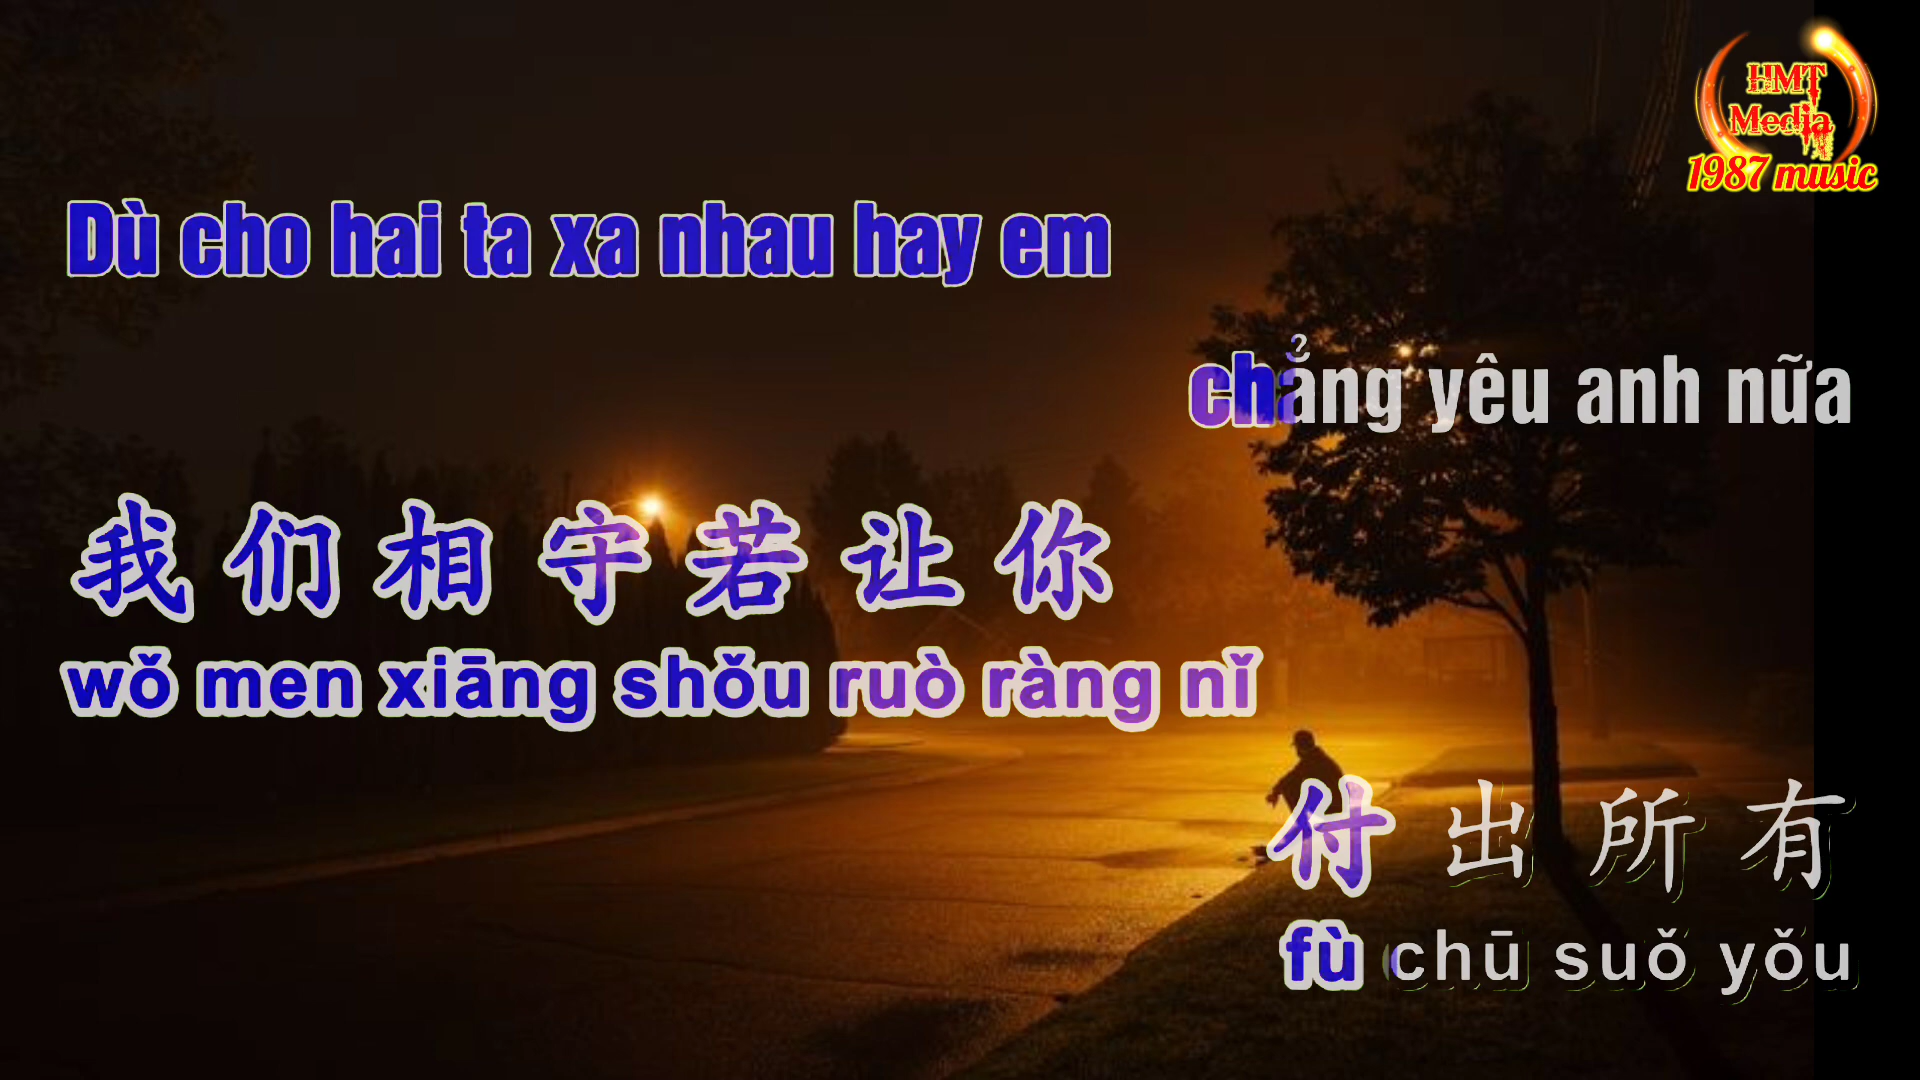 HMT
Media
1987 music
Dù cho hai ta xa nhau hay em
chẳng yêu anh nữa
我们相守若让你
wǒ men xiāng shǒu ruò ràng nǐ
付出所有
fù chū suǒ yǒu